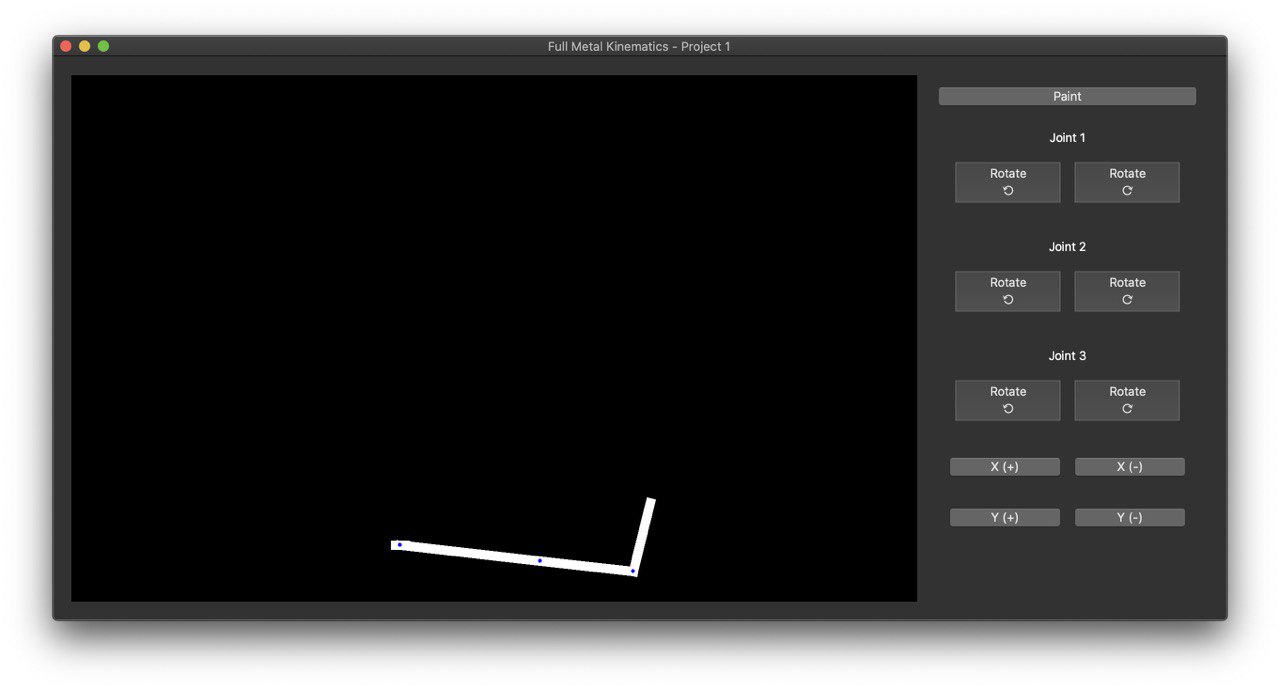 Full Metal Kinematics - Project 1
Paint
Joint 1
Rotate Rotate
Joint 2
Rotate Rotate
Joint 3
Rotate Rotate
X (+) X (-)
Y (+) Y (-)